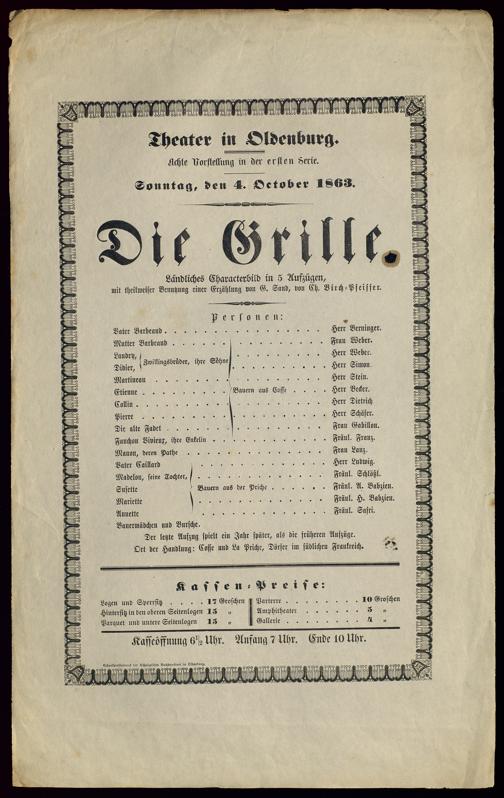 Theater in Oldenburg.
Achte Vorstellung in der ersten Serie.
Sonntag, den 4. October 1863.
Die Grille.
Ländliches Characterbild in 5 Aufzügen,
mit theilweiser Benutzung einer Erzählung von G. Sand, von Ch. Birch-Pfeiffer.
Personen:
Vater Barbeaud . . . Herr Berninger.
Mutter Barbeaud . . . Frau Weber.
Landry, . . . Herr Weber.
Didier, Zwillingsbrüder, ihre Söhne . . . Herr Simon.
Martineau . . . Herr Stein.
Etienne . . . Bauern aus Cosse . . . Herr Becker.
Collin . . . Herr Dietrich
Pierre . . . Herr Schäfer.
Die alte Fadet . . . Frau Gabillon.
Fanchon Vivieux, ihre Enkelin . . . Fräul. Franz.
Manon, deren Pathe . . . Frau Lanz.
Vater Caillard . . . Herr Ludwig.
Madelon, seine Tochter, . . . Fräul. Schlößl.
Susette . . . Bauern aus der Priche . . . Fräul. A. Badzien.
Mariette . . . Fräul. H. Badzien.
Annette . . . Fräul.
Bauermädchen und Bursche.
Der letzte Aufzug spielt ein Jahr später, als die früheren Aufzüge.
Ort der Handlung: Cosse und La Priche, Dörfer im südlichen Frankreich.
Kassen-Preise:
Logen und Sperrsitz . . . . 17 Groschen
Hintersitz in den oberen Seitenlogen 15 „
Parquet und untere Seitenlogen 15 „
Parterre . . . 10 Groschen
Amphitheater . . . 5 „
Gallerie . . . 4 „
Kasseöffnung 6½ Uhr. Anfang 7 Uhr. Ende 10 Uhr.